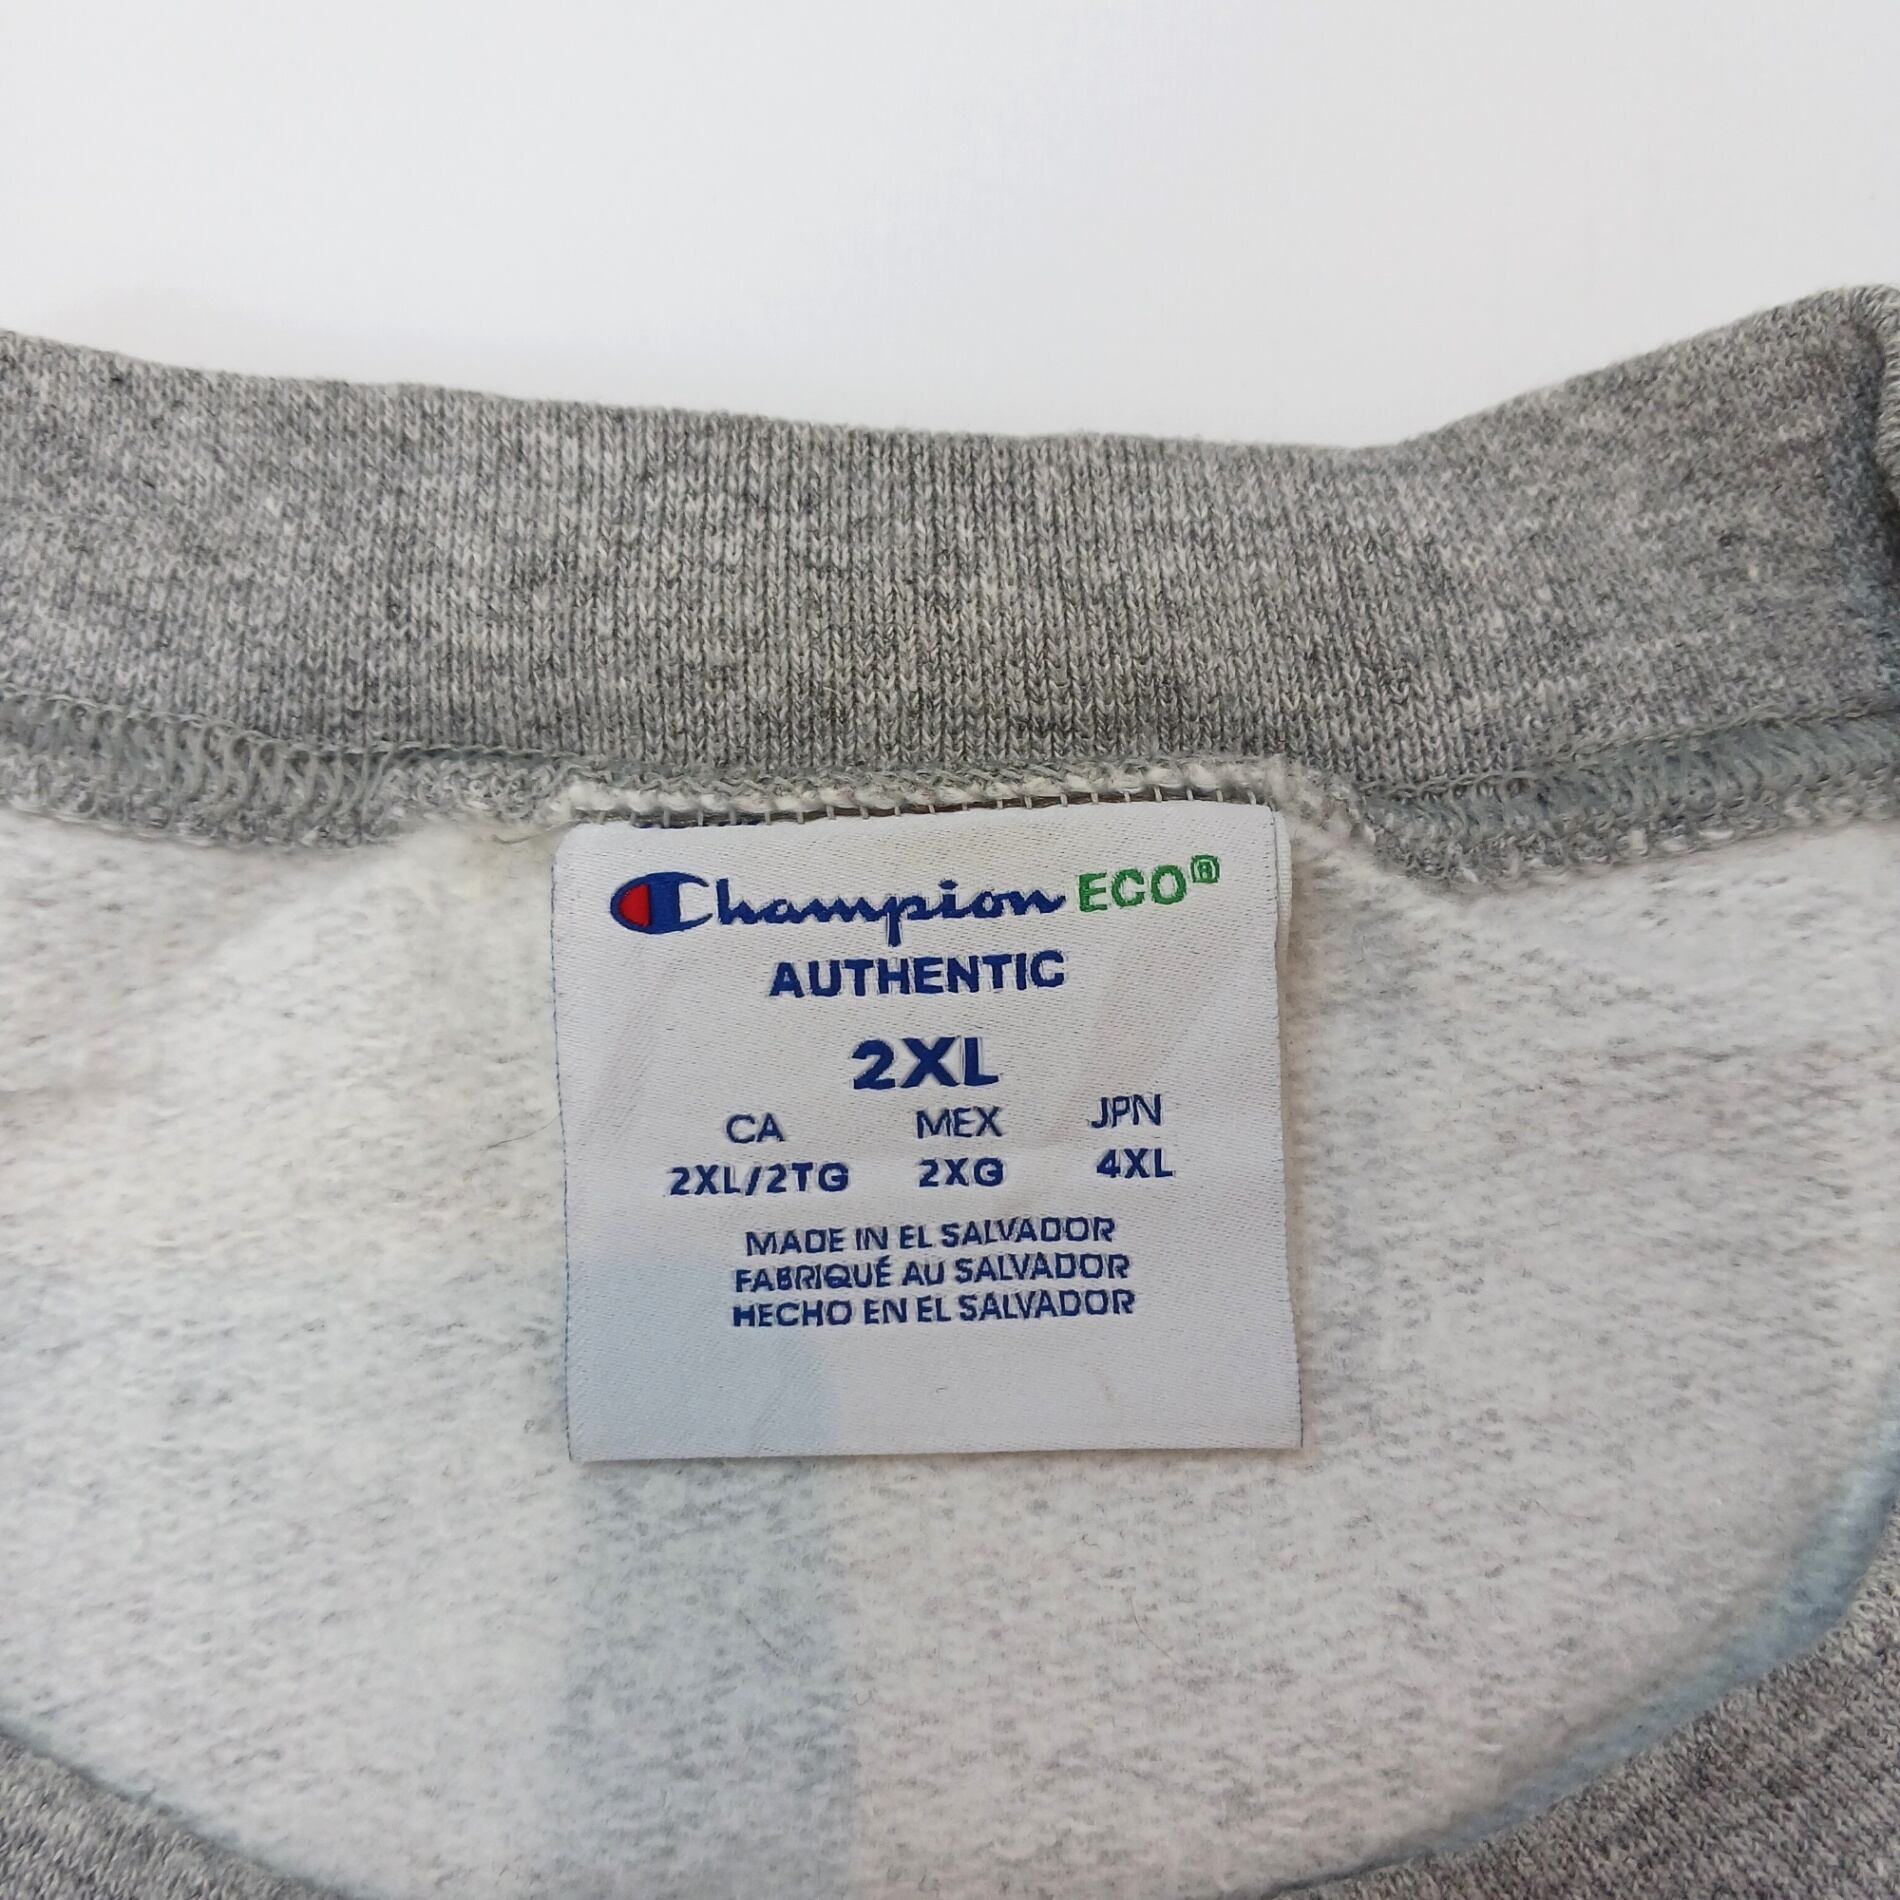 Champion ECO®
AUTHENTIC
2XL
CA MEX JPN
2XL/2TG 2XG 4XL
MADE IN EL SALVADOR
FABRIQUÉ AU SALVADOR
HECHO EN EL SALVADOR